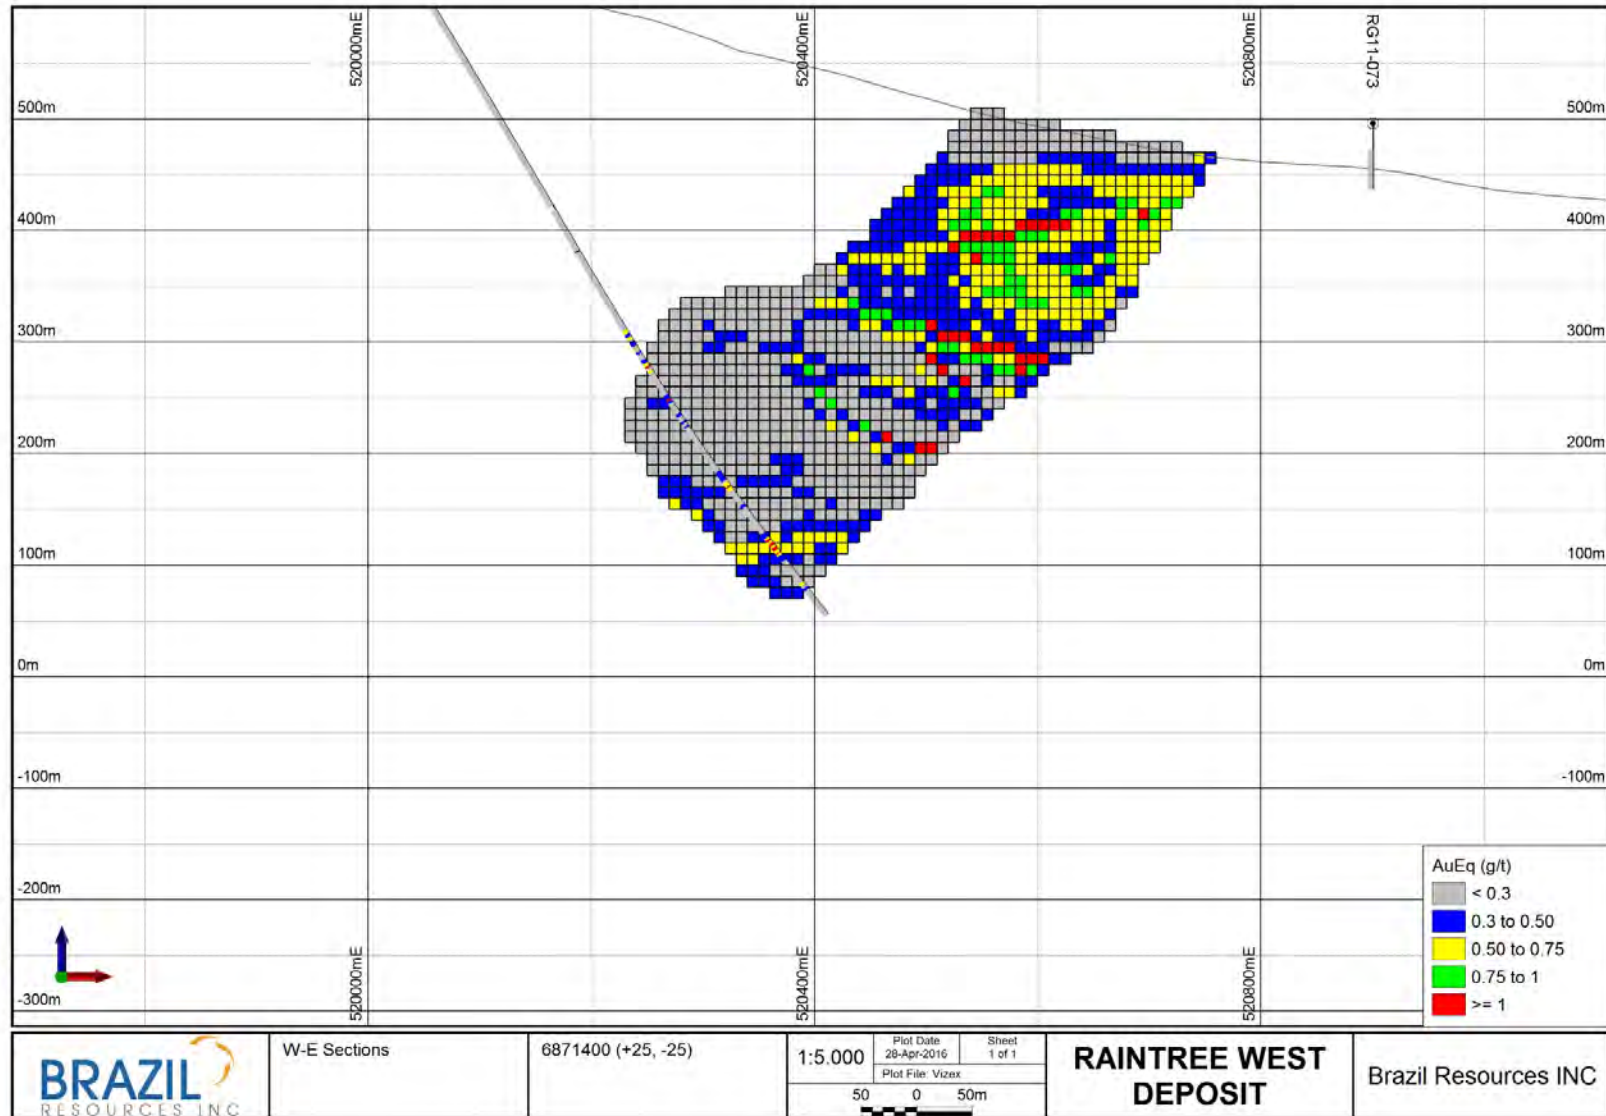 520000mE
520400mE
520800mE
RG11-073
500m
500m
400m
400m
300m
300m
200m
200m
100m
100m
0m
0m
-100m
-100m
-200m
-300m
520000mE
520400mE
520800mE
AuEq (g/t)
< 0.3
0.3 to 0.50
0.50 to 0.75
0.75 to 1
>= 1
BRAZIL
RESOURCES INC
W-E Sections
6871400 (+25, -25)
1:5.000
Plot Date
28-Apr-2016
Sheet
1 of 1
Plot File: Vizex
50 0 50m
RAINTREE WEST
DEPOSIT
Brazil Resources INC